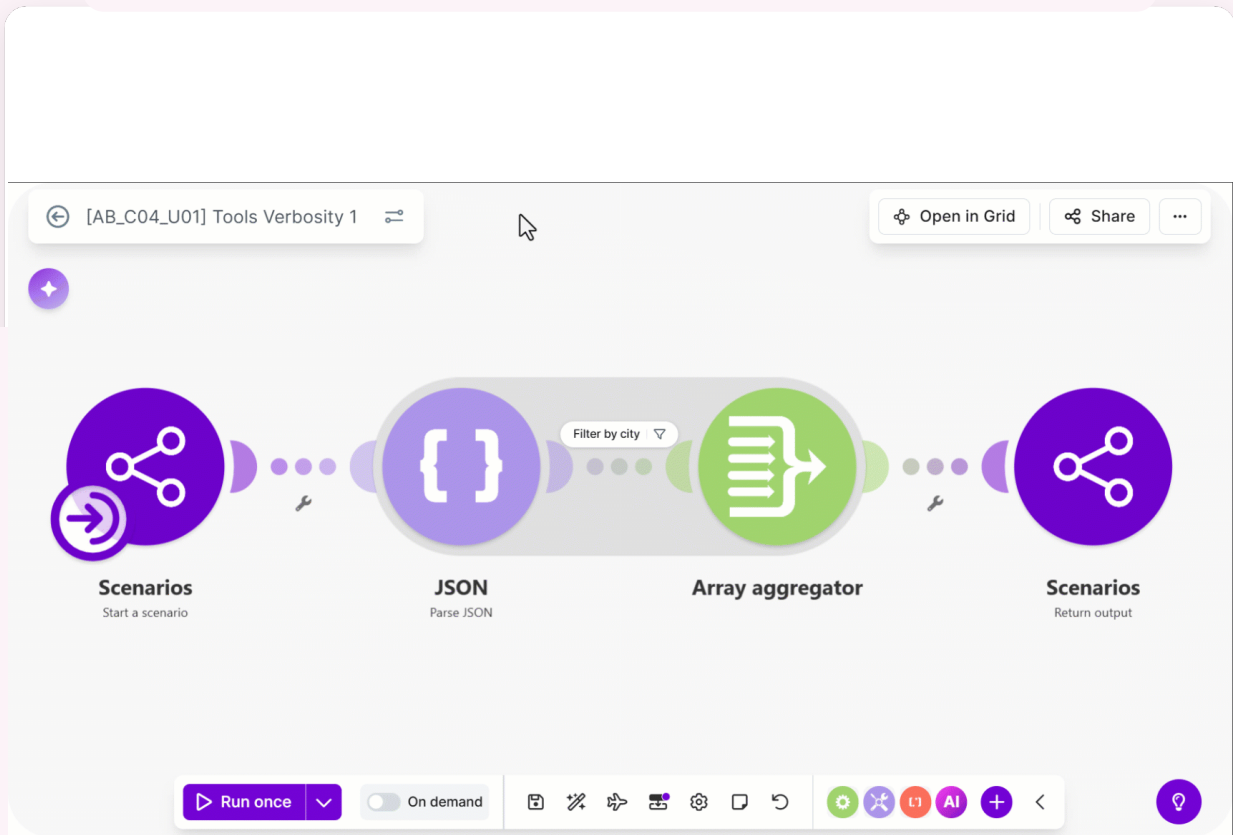 [AB_C04_U01] Tools Verbosity 1
Open in Grid
Share
...
Filter by city
{ }
Scenarios
Start a scenario
JSON
Parse JSON
Array aggregator
Scenarios
Return output
Run once
On demand
AI